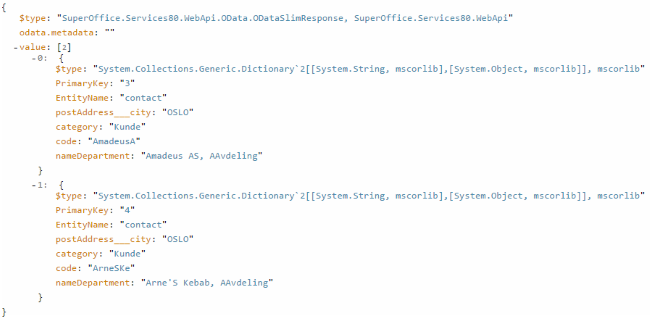 {
$type: "SuperOffice.Services80.WebApi.OData.ODataSlimResponse, SuperOffice.Services80.WebApi"
odata.metadata: ""
-value: [2]
-0: {
$type: "System.Collections.Generic.Dictionary`2[[System.String, mscorlib],[System.Object, mscorlib]], mscorlib"
PrimaryKey: "3"
EntityName: "contact"
postAddress___city: "OSLO"
category: "Kunde"
code: "AmadeusA"
nameDepartment: "Amadeus AS, AAvdeling"
}
-1: {
$type: "System.Collections.Generic.Dictionary`2[[System.String, mscorlib],[System.Object, mscorlib]], mscorlib"
PrimaryKey: "4"
EntityName: "contact"
postAddress___city: "OSLO"
category: "Kunde"
code: "ArneSKe"
nameDepartment: "Arne'S Kebab, AAvdeling"
}
}